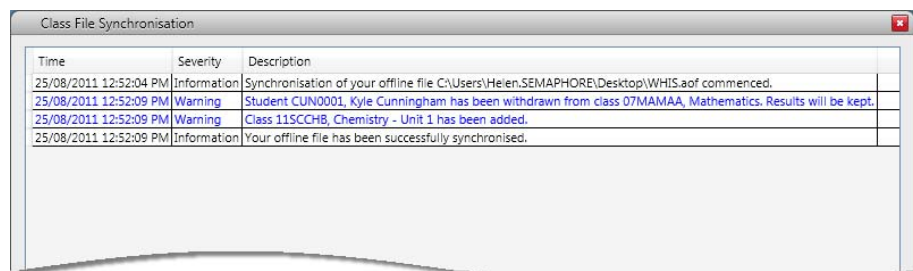 Class File Synchronisation
Time Severity Description
25/08/2011 12:52:04 PM Information Synchronisation of your offline file C:\Users\Helen.SEMAPHORE\Desktop\WHIS.aof commenced.
25/08/2011 12:52:09 PM Warning Student CUN0001, Kyle Cunningham has been withdrawn from class 07MAMAA, Mathematics. Results will be kept.
25/08/2011 12:52:09 PM Warning Class 11SCCHB, Chemistry - Unit 1 has been added.
25/08/2011 12:52:09 PM Information Your offline file has been successfully synchronised.